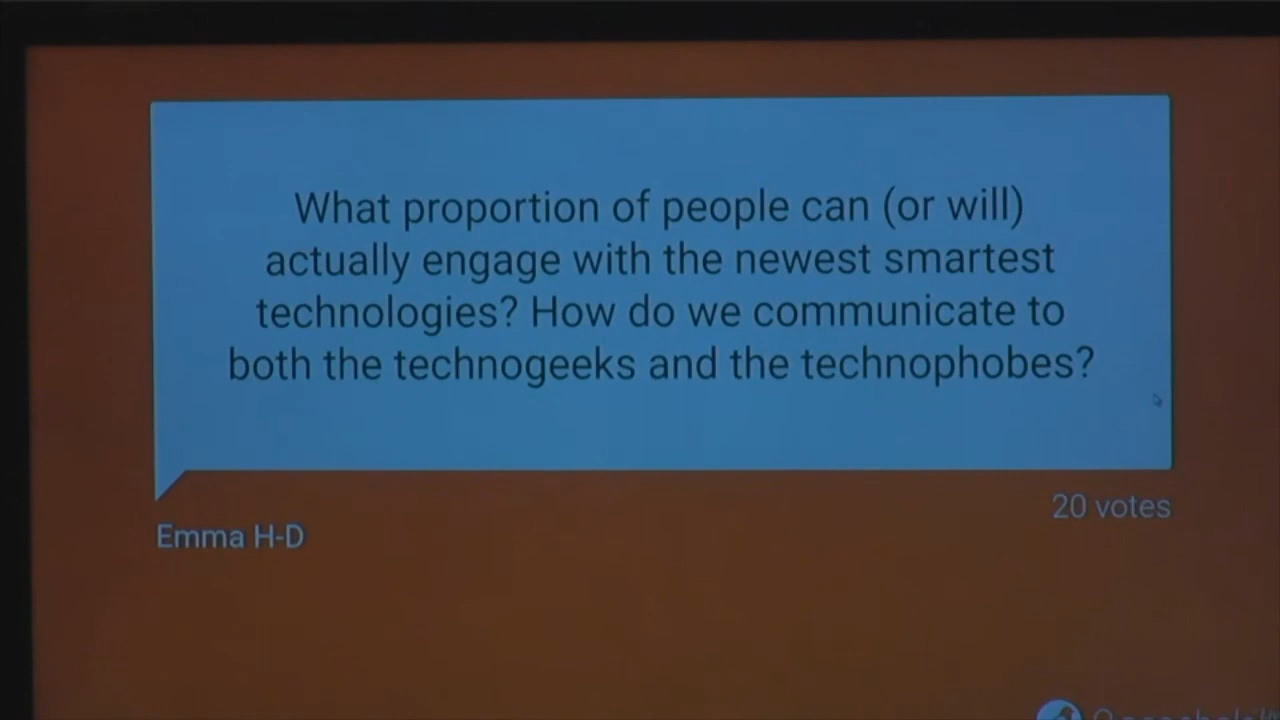 What proportion of people can (or will)
actually engage with the newest smartest
technologies? How do we communicate to
both the technogeeks and the technophobes?
20 votes
Emma H-D